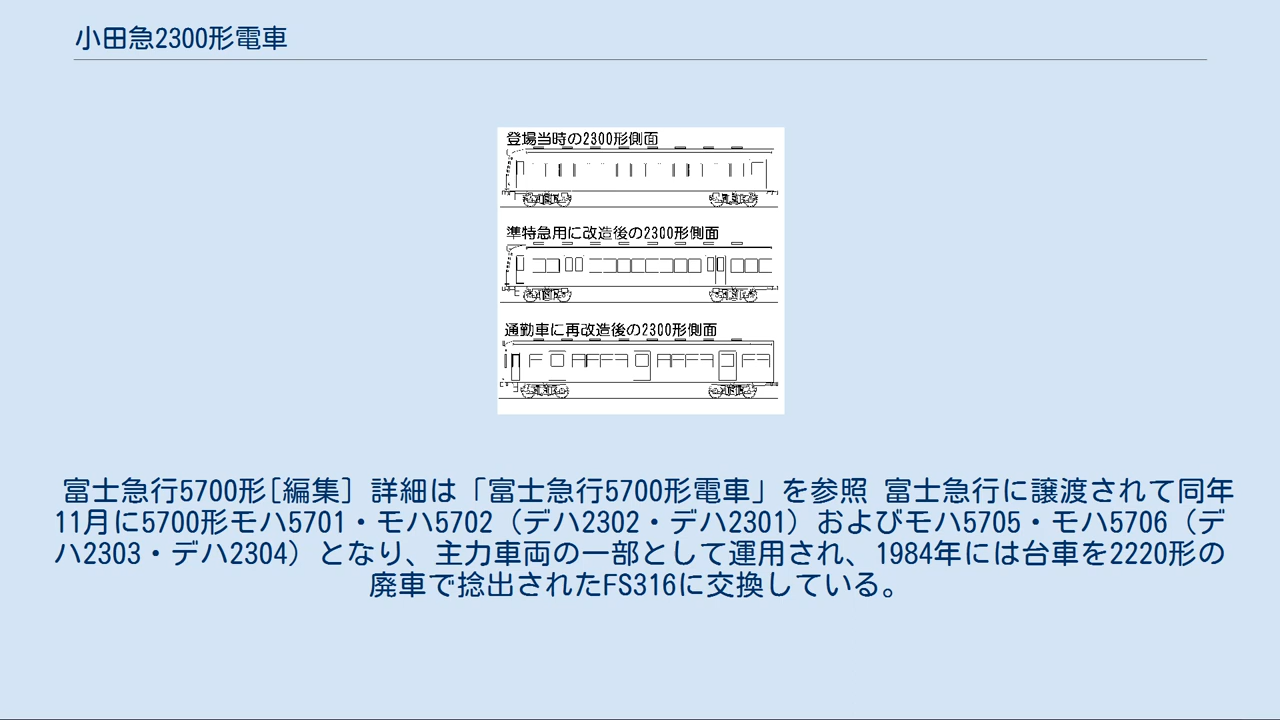 小田急2300形電車
登場当時の2300形側面
準特急用に改造後の2300形側面
通勤車に再改造後の2300形側面
富士急行5700形[編集] 詳細は「富士急行5700形電車」を参照 富士急行に譲渡されて同年
11月に5700形モハ5701・モハ5702（デハ2302・デハ2301）およびモハ5705・モハ5706（デ
ハ2303・デハ2304）となり、主力車両の一部として運用され、1984年には台車を2220形の
廃車で捻出されたFS316に交換している。